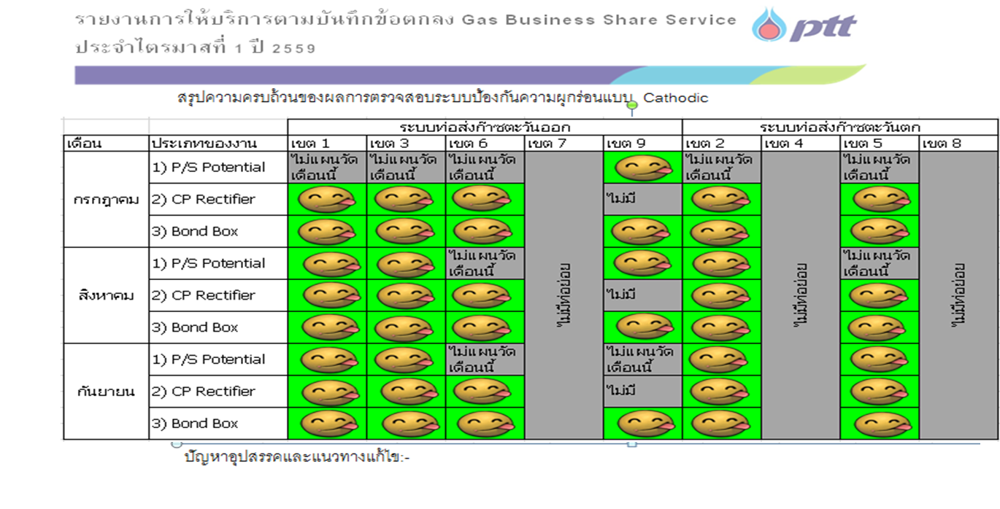 รายงานการให้บริการตามบันทึกข้อตกลง Gas Business Share Service
ประจำไตรมาสที่ 1 ปี 2559
ptt
สรุปความครบถ้วนของผลการตรวจสอบระบบป้องกันความผุกร่อนแบบ Cathodic
ระบบท่อส่งก๊าซตะวันออก ระบบท่อส่งก๊าซตะวันตก
เดือน ประเภทของงาน เขต 1 เขต 3 เขต 6 เขต 7 เขต 9 เขต 2 เขต 4 เขต 5 เขต 8
กรกฎาคม
1) P/S Potential ไม่แผนวัด ไม่แผนวัด ไม่แผนวัด ไม่แผนวัด ไม่แผนวัด
เดือนนี้ เดือนนี้ เดือนนี้ เดือนนี้ เดือนนี้
2) CP Rectifier ไม่มี
3) Bond Box
สิงหาคม
1) P/S Potential ไม่แผนวัด ไม่แผนวัด
เดือนนี้ เดือนนี้
2) CP Rectifier ไม่มี
3) Bond Box
กันยายน
1) P/S Potential ไม่แผนวัด ไม่แผนวัด
เดือนนี้ เดือนนี้
2) CP Rectifier ไม่มี
3) Bond Box
ไม่มีท่อย่อย
ไม่มีท่อย่อย
ไม่มีท่อย่อย
ปัญหาอุปสรรคและแนวทางแก้ไข:-